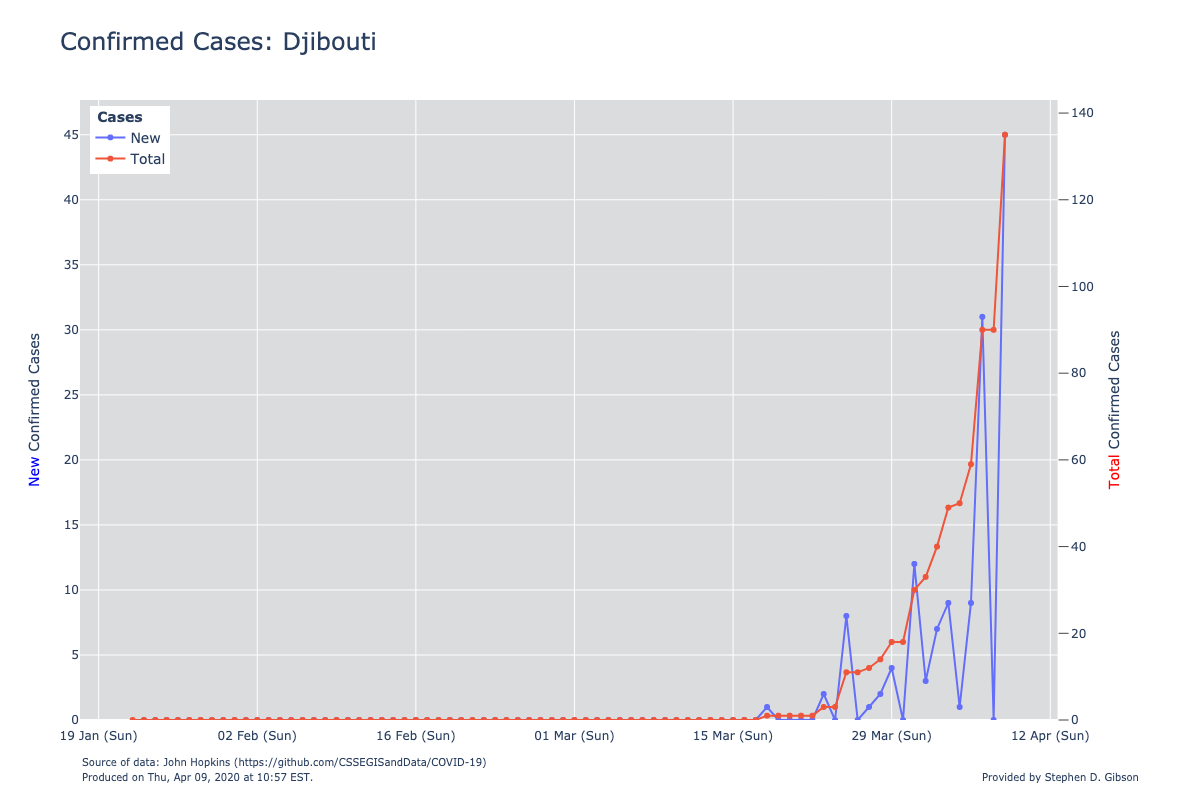 Confirmed Cases: Djibouti
Cases
New
Total
45
40
35
30
25
20
15
10
5
0
New Confirmed Cases
140
120
100
80
60
40
20
0
Total Confirmed Cases
19 Jan (Sun)
02 Feb (Sun)
16 Feb (Sun)
01 Mar (Sun)
15 Mar (Sun)
29 Mar (Sun)
12 Apr (Sun)
Source of data: John Hopkins (https://github.com/CSSEGISandData/COVID-19)
Produced on Thu, Apr 09, 2020 at 10:57 EST.
Provided by Stephen D. Gibson